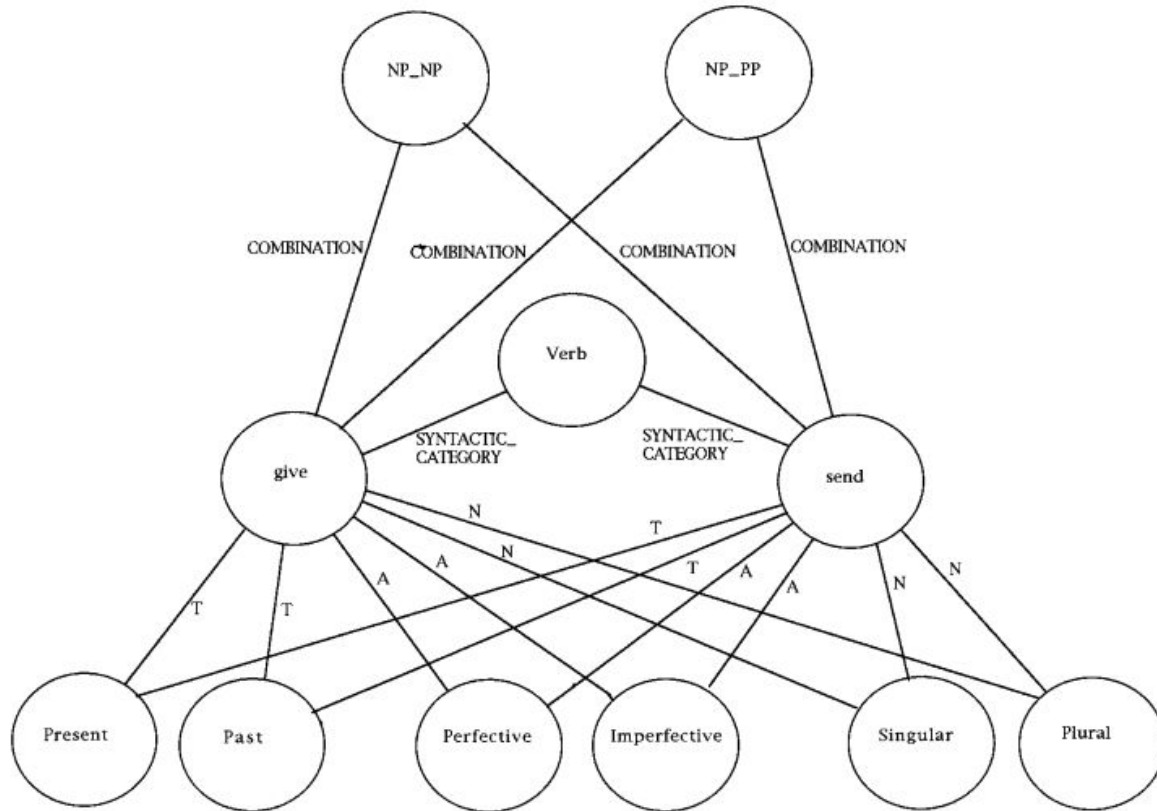 NP_NP
NP_PP
COMBINATION
COMBINATION
COMBINATION
COMBINATION
Verb
SYNTACTIC_
CATEGORY
SYNTACTIC_
CATEGORY
give
send
N
T
N
A
T
A
A
A
N
N
T
T
Present
Past
Perfective
Imperfective
Singular
Plural